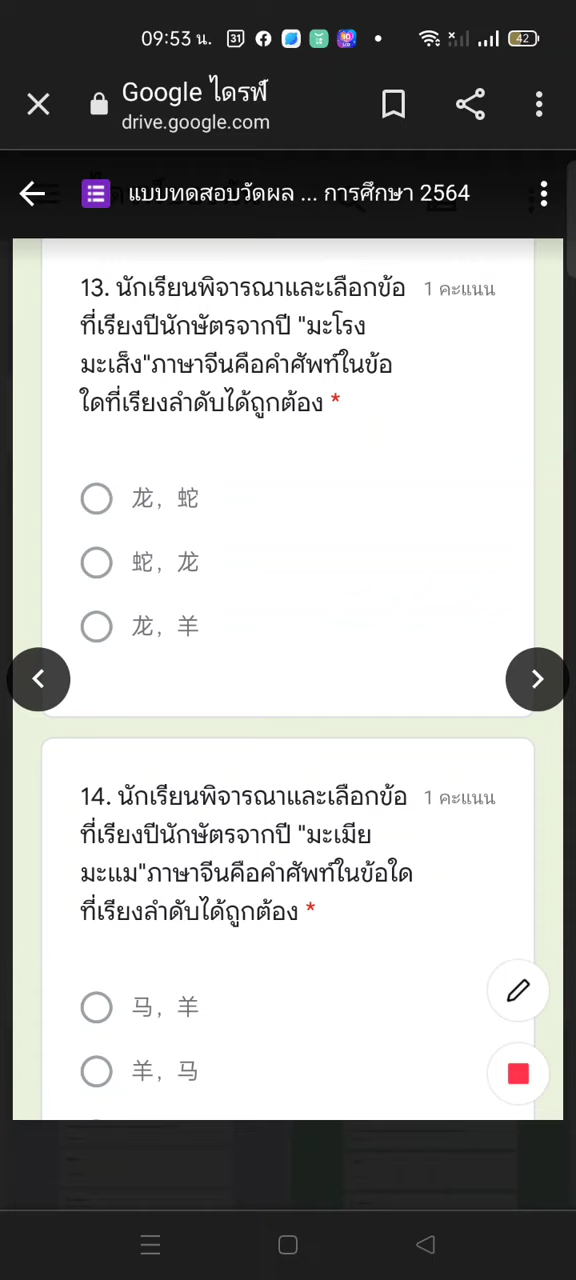 09:53 น.
31
42
Google ไดรฟ์
drive.google.com
แบบทดสอบวัดผล ... การศึกษา 2564
13. นักเรียนพิจารณาและเลือกข้อ 1 คะแนน
ที่เรียงปีนักษัตรจากปี "มะโรง
มะเส็ง"ภาษาจีนคือคำศัพท์ในข้อ
ใดที่เรียงลำดับได้ถูกต้อง *
龙，蛇
蛇，龙
龙，羊
14. นักเรียนพิจารณาและเลือกข้อ 1 คะแนน
ที่เรียงปีนักษัตรจากปี "มะเมีย
มะแม"ภาษาจีนคือคำศัพท์ในข้อใด
ที่เรียงลำดับได้ถูกต้อง *
马，羊
羊，马